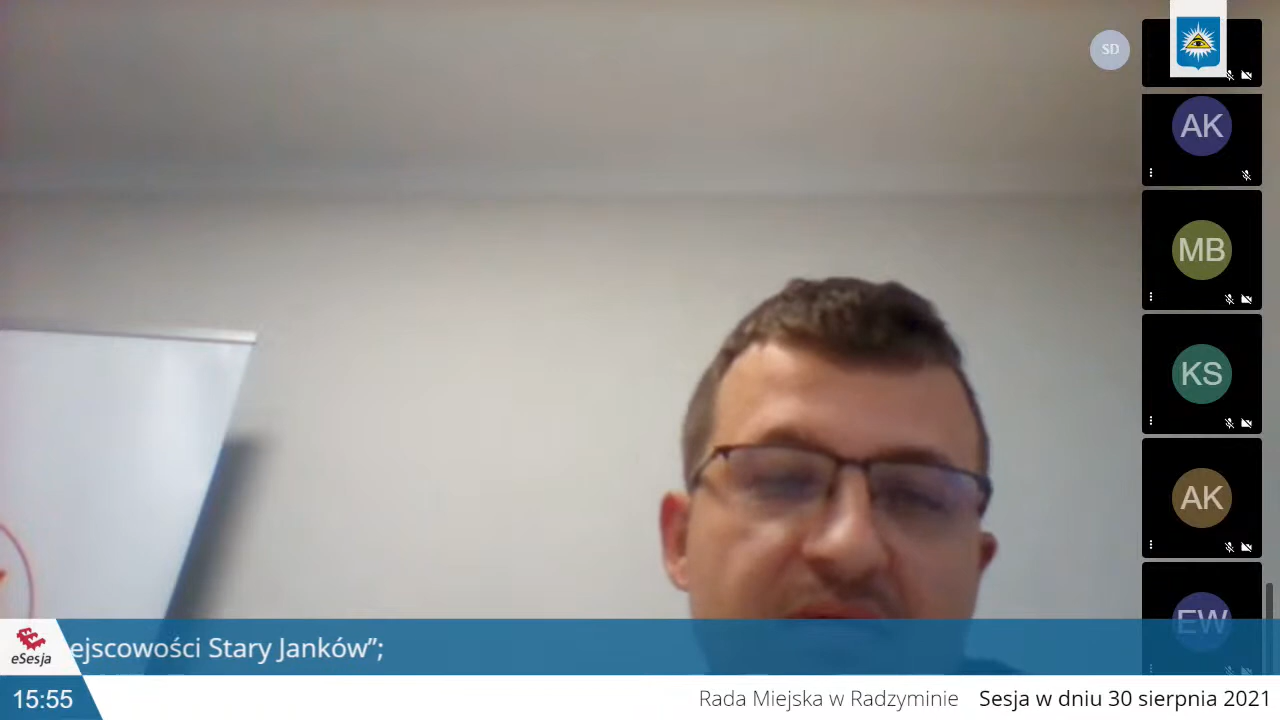 SD
AK
MB
KS
AK
EW
ejscowości Stary Janków”;
eSesja
15:55
Rada Miejska w Radzyminie Sesja w dniu 30 sierpnia 2021